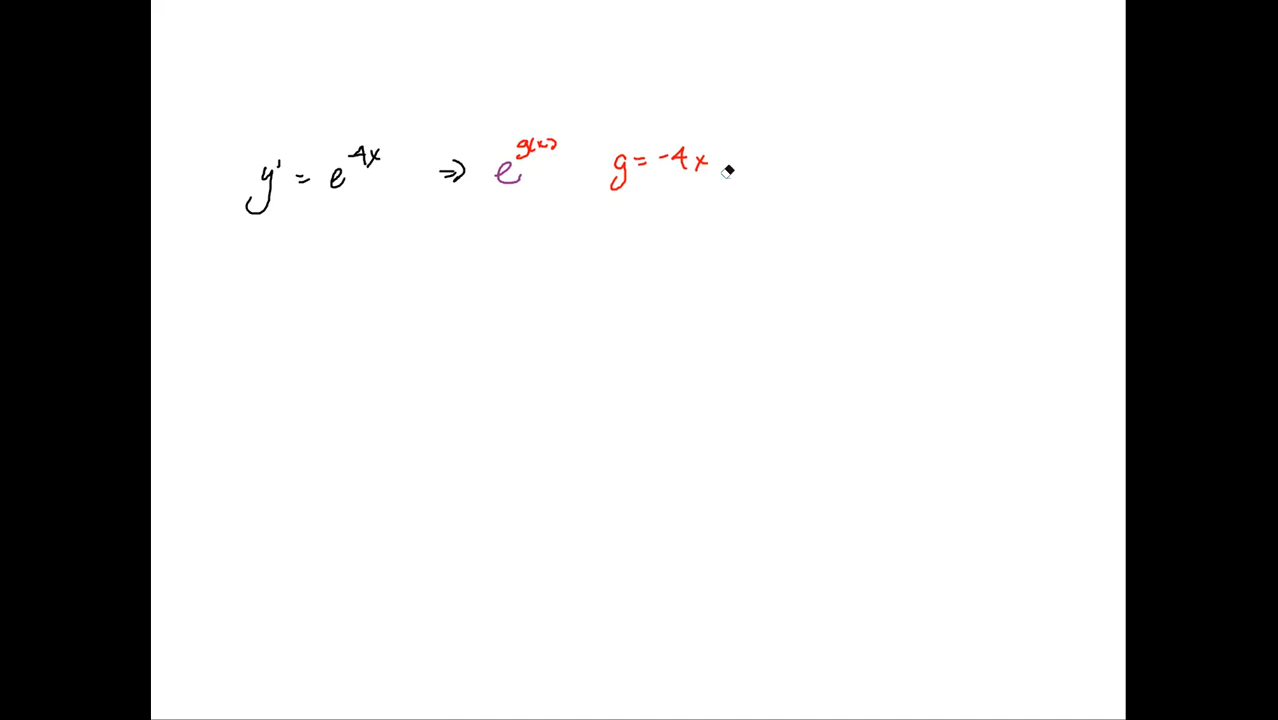 y' = e^{-4x} ⇒ e^{g(x)} g = -4x